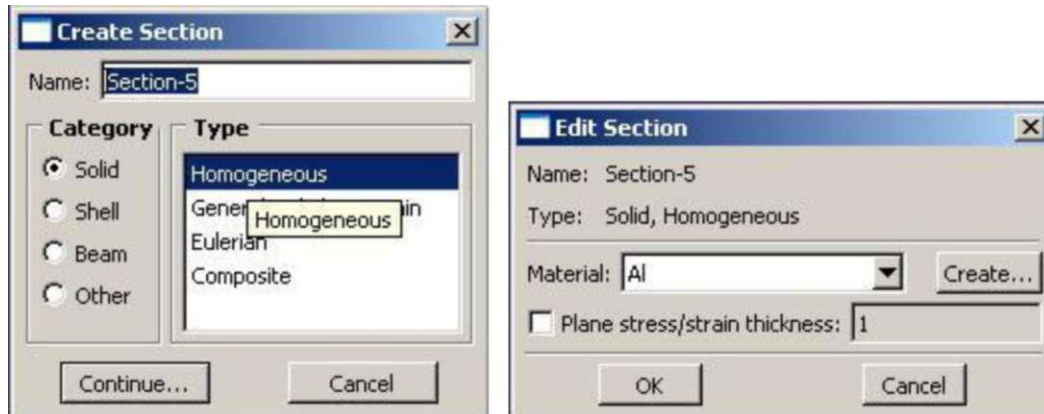 Create Section
Name: Section-5
Category
Solid
Shell
Beam
Other
Type
Homogeneous
Homogeneous
Eulerian
Composite
Continue... Cancel
Edit Section
Name: Section-5
Type: Solid, Homogeneous
Material: Al Create...
Plane stress/strain thickness: 1
OK Cancel